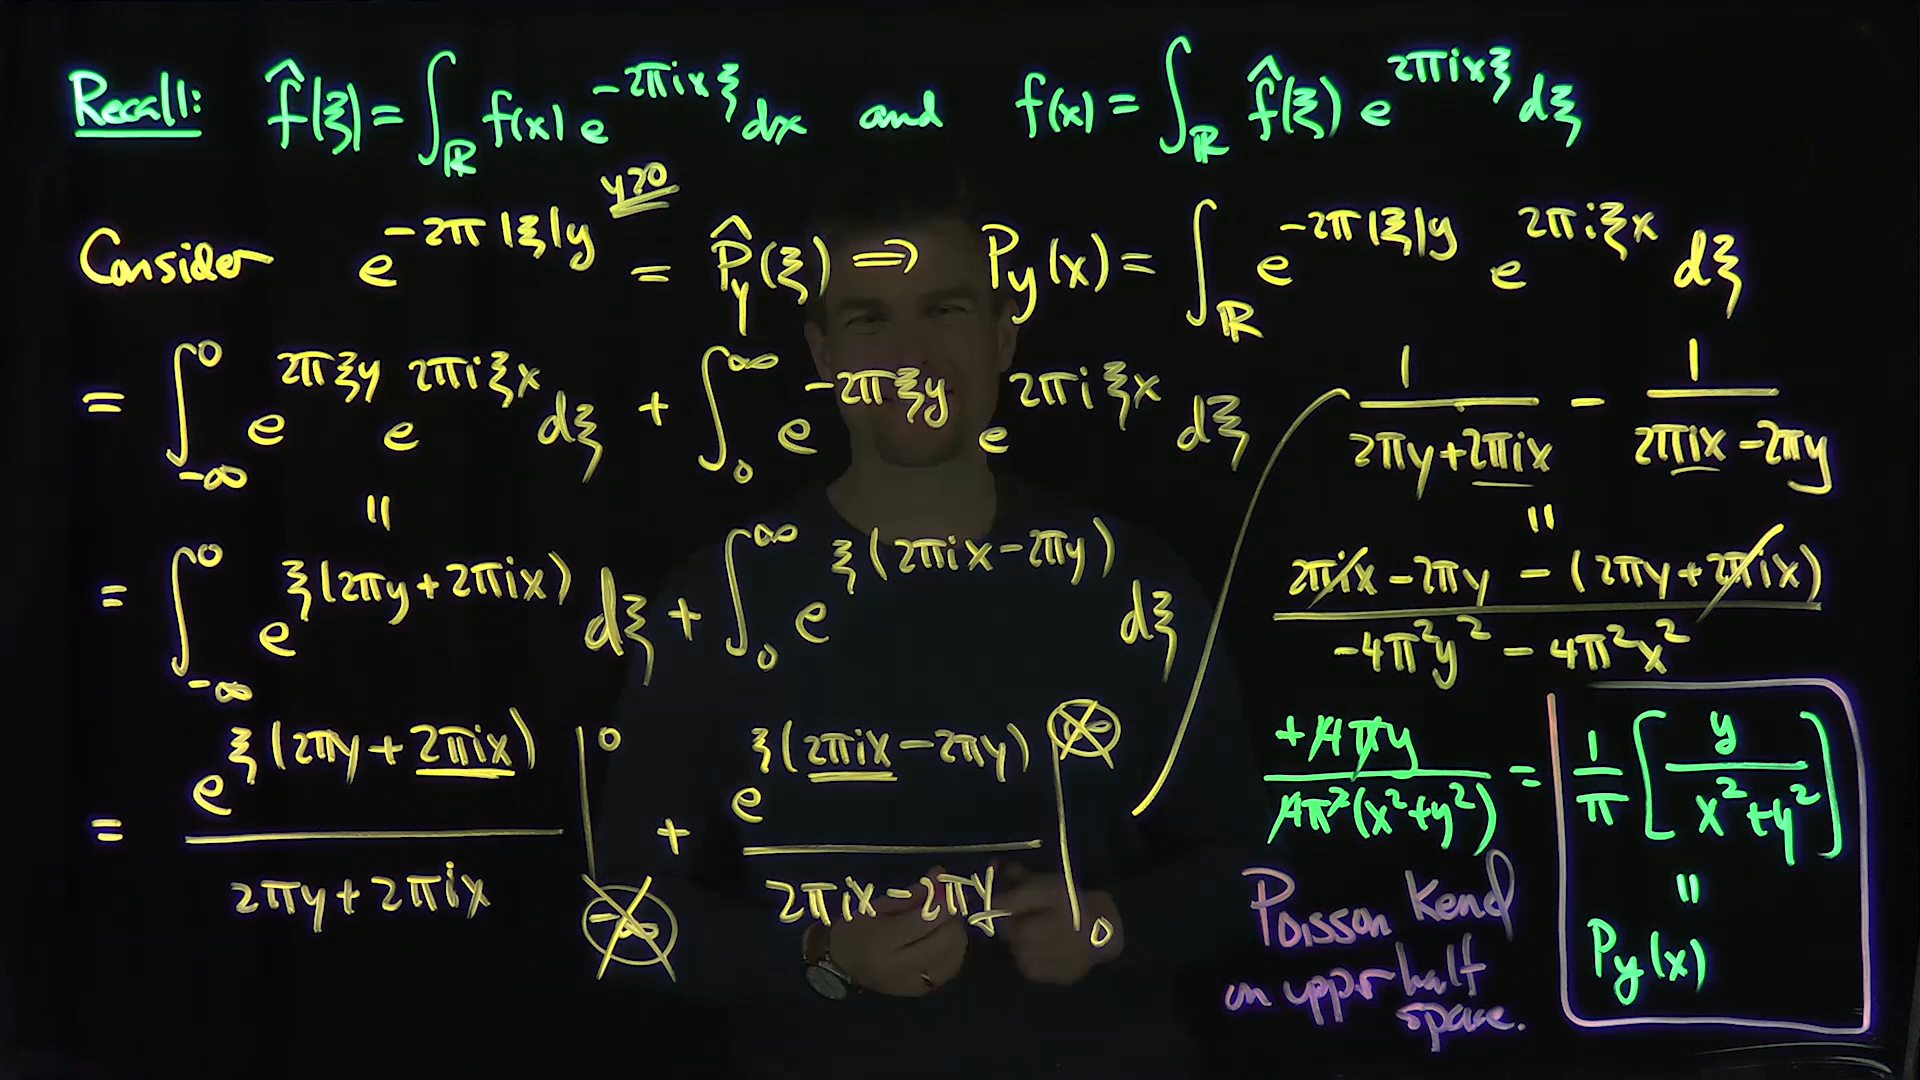 Recall: f̂(ξ) = ∫_ℝ f(x) e^{-2πixξ} dx and f(x) = ∫_ℝ f̂(ξ) e^{2πixξ} dξ
Consider e^{-2π|ξ|y} = P̂_y(ξ) ⇒ P_y(x) = ∫_ℝ e^{-2π|ξ|y} e^{2πiξx} dξ
y>0
= ∫_{-∞}^0 e^{2πξy} e^{2πiξx} dξ + ∫_0^∞ e^{-2πξy} e^{2πiξx} dξ
=
= ∫_{-∞}^0 e^{ξ(2πy+2πix)} dξ + ∫_0^∞ e^{ξ(2πix-2πy)} dξ
= e^{ξ(2πy+2πix)} / (2πy+2πix) |_{-∞}^0 + e^{ξ(2πix-2πy)} / (2πix-2πy) |_0^∞
1/(2πy+2πix) - 1/(2πix-2πy)
=
(2πix-2πy-(2πy+2πix)) / (-4π²y²-4π²x²)
+4πy / (4π²(x²+y²)) = 1/π [y/(x²+y²)]
=
P_y(x)
Poisson Kernel
on upper half
space.